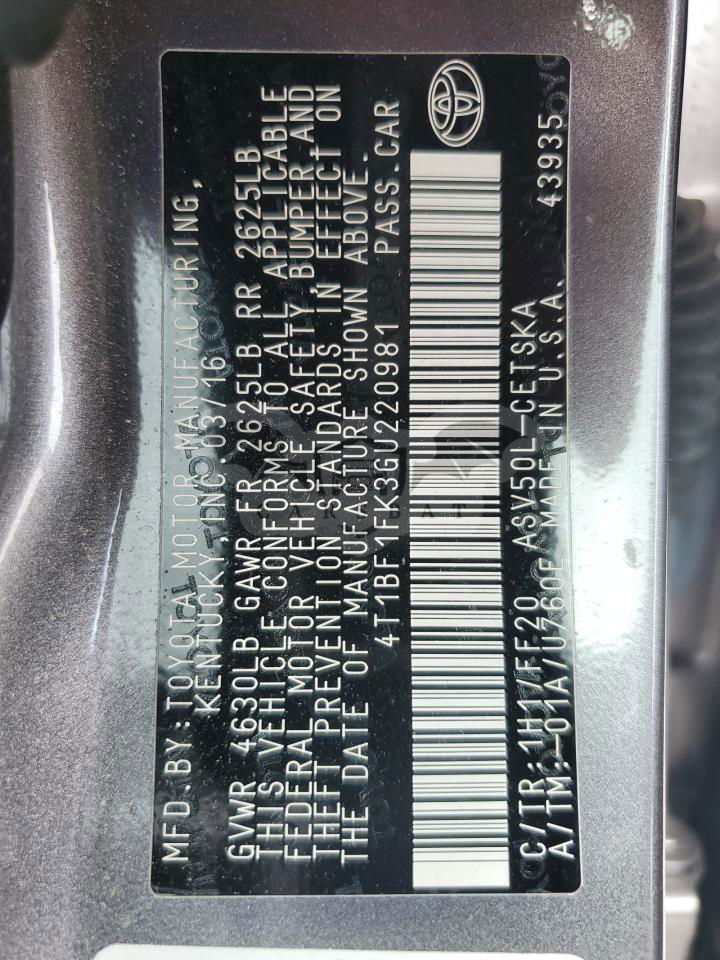 MFD.BY:TOYOTA MOTOR MANUFACTURING,
KENTUCKY,INC 03/16
GVWR 4630LB GAWR FR 2625LB RR 2625LB
THIS VEHICLE CONFORMS TO ALL APPLICABLE
FEDERAL MOTOR VEHICLE SAFETY,BUMPER,AND
THEFT PREVENTION STANDARDS IN EFFECT ON
THE DATE OF MANUFACTURE SHOWN ABOVE.
4T1BF1FK3GU220981 PASS.CAR
C/TR:1H1/FF20 ASV50L-CETSKA
A/TM:-01A/U760F MADE IN U.S.A. 43935